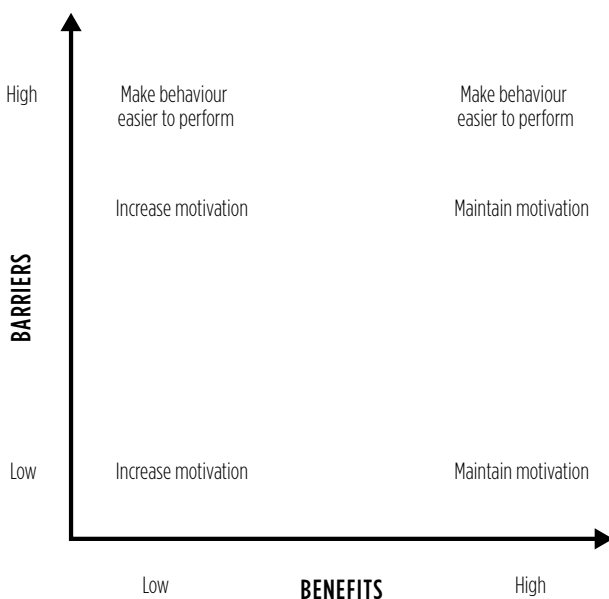 High
Make behaviour
easier to perform
Make behaviour
easier to perform
Increase motivation
Maintain motivation
BARRIERS
Low
Increase motivation
Maintain motivation
Low
BENEFITS
High